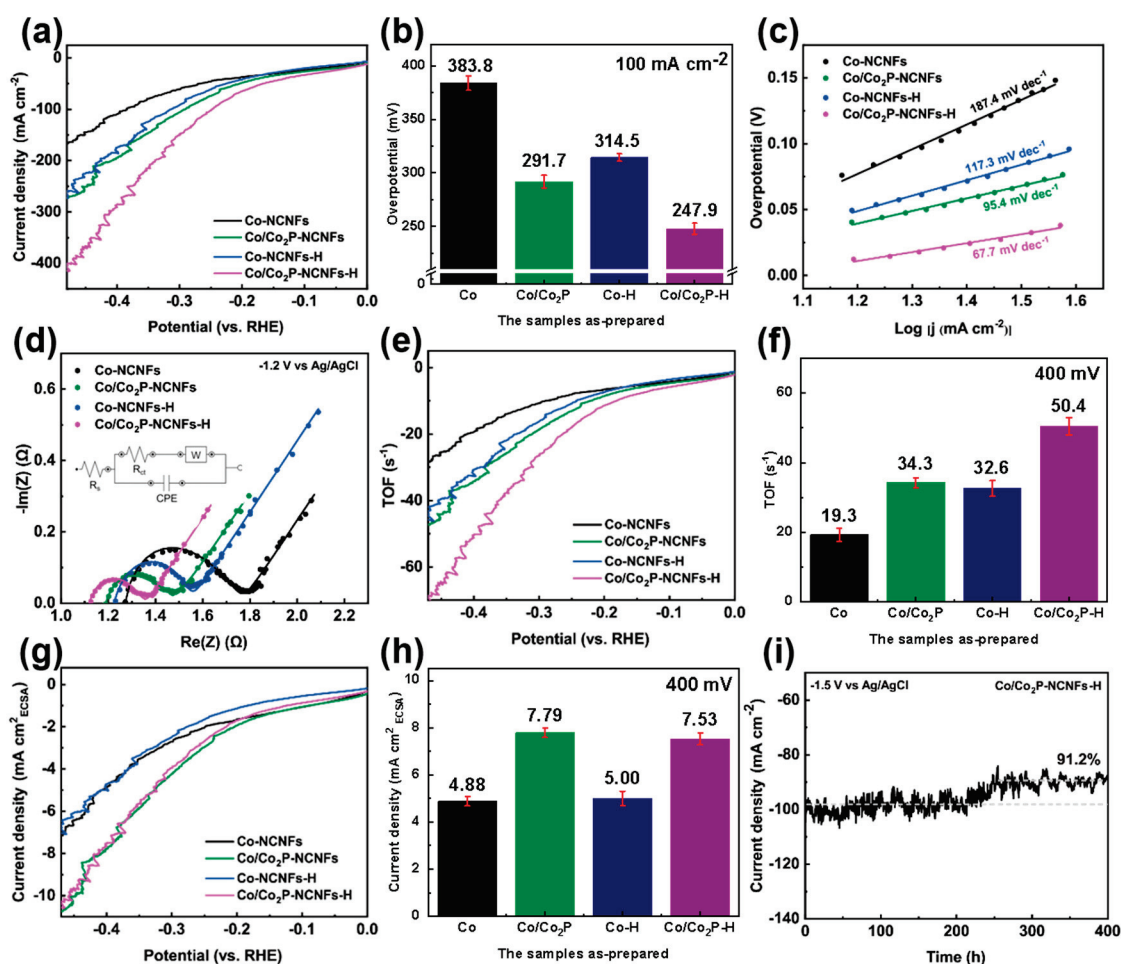 (a)
Current density (mA cm-2)
0
-100
-200
-300
-400
Co-NCNFs
Co/Co2P-NCNFs
Co-NCNFs-H
Co/Co2P-NCNFs-H
-0.4
-0.3
-0.2
-0.1
0.0
Potential (vs. RHE)
(b)
100 mA cm-2
Overpotential (mV)
400
350
300
250
383.8
291.7
314.5
247.9
Co
Co/Co2P
Co-H
Co/Co2P-H
The samples as-prepared
(c)
Overpotential (V)
0.15
0.10
0.05
0.00
Co-NCNFs
Co/Co2P-NCNFs
Co-NCNFs-H
Co/Co2P-NCNFs-H
187.4 mV dec-1
117.3 mV dec-1
95.4 mV dec-1
67.7 mV dec-1
1.1
1.2
1.3
1.4
1.5
1.6
1.7
Log |j (mA cm-2)|
(d)
-1.2 V vs Ag/AgCl
-Im(Z) (Ω)
0.6
0.4
0.2
0.0
Co-NCNFs
Co/Co2P-NCNFs
Co-NCNFs-H
Co/Co2P-NCNFs-H
Rs
Rct
W
CPE
1.0
1.2
1.4
1.6
1.8
2.0
2.2
Re(Z) (Ω)
(e)
TOF (s-1)
0
-20
-40
-60
Co-NCNFs
Co/Co2P-NCNFs
Co-NCNFs-H
Co/Co2P-NCNFs-H
-0.4
-0.3
-0.2
-0.1
0.0
Potential (vs. RHE)
(f)
400 mV
TOF (s-1)
60
40
20
0
19.3
34.3
32.6
50.4
Co
Co/Co2P
Co-H
Co/Co2P-H
The samples as-prepared
(g)
Current density (mA cm2ECSA)
0
-2
-4
-6
-8
-10
Co-NCNFs
Co/Co2P-NCNFs
Co-NCNFs-H
Co/Co2P-NCNFs-H
-0.4
-0.3
-0.2
-0.1
0.0
Potential (vs. RHE)
(h)
400 mV
Current density (mA cm2 ECSA)
10
8
6
4
2
0
4.88
7.79
5.00
7.53
Co
Co/Co2P
Co-H
Co/Co2P-H
The samples as-prepared
(i)
-1.5 V vs Ag/AgCl
Co/Co2P-NCNFs-H
Current density (mA cm-2)
-60
-80
-100
-120
-140
91.2%
0
100
200
300
400
Time (h)